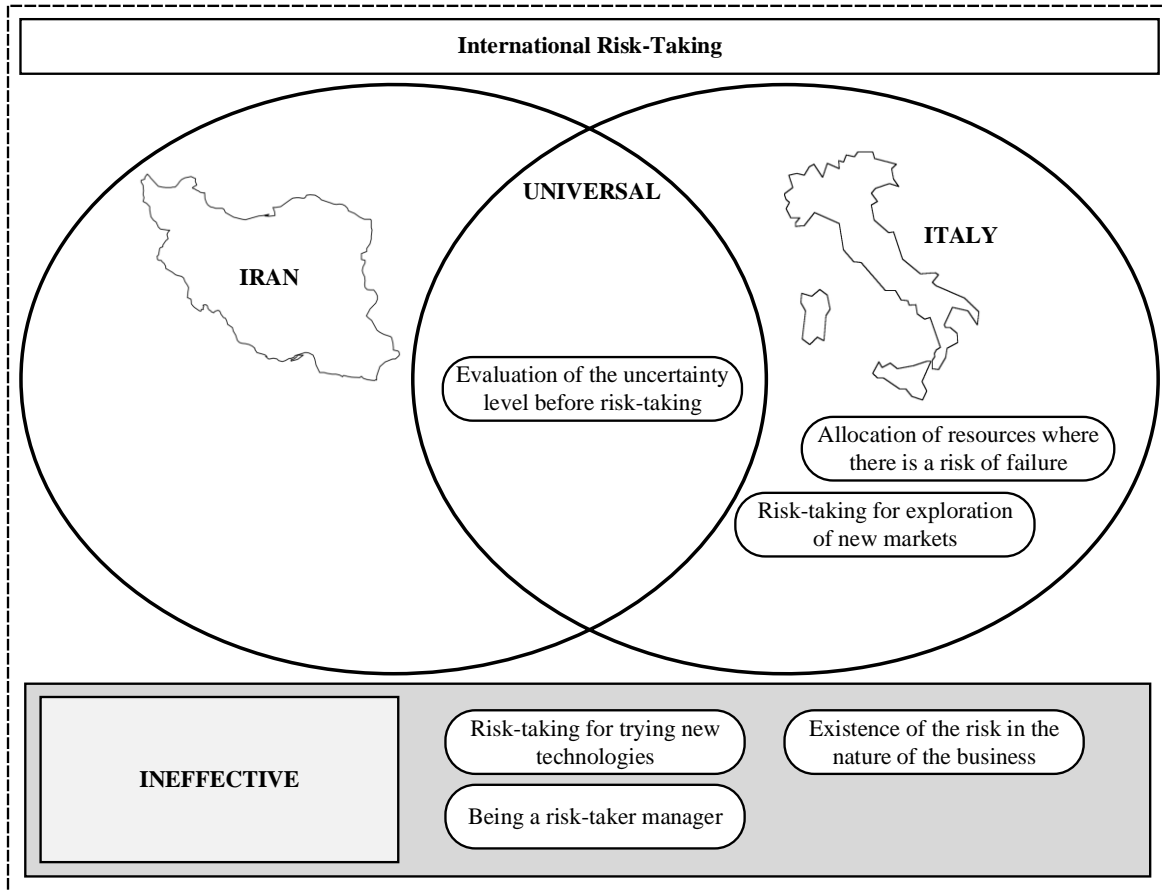 International Risk-Taking
UNIVERSAL
IRAN
ITALY
Evaluation of the uncertainty
level before risk-taking
Allocation of resources where
there is a risk of failure
Risk-taking for exploration
of new markets
INEFFECTIVE
Risk-taking for trying new
technologies
Existence of the risk in the
nature of the business
Being a risk-taker manager